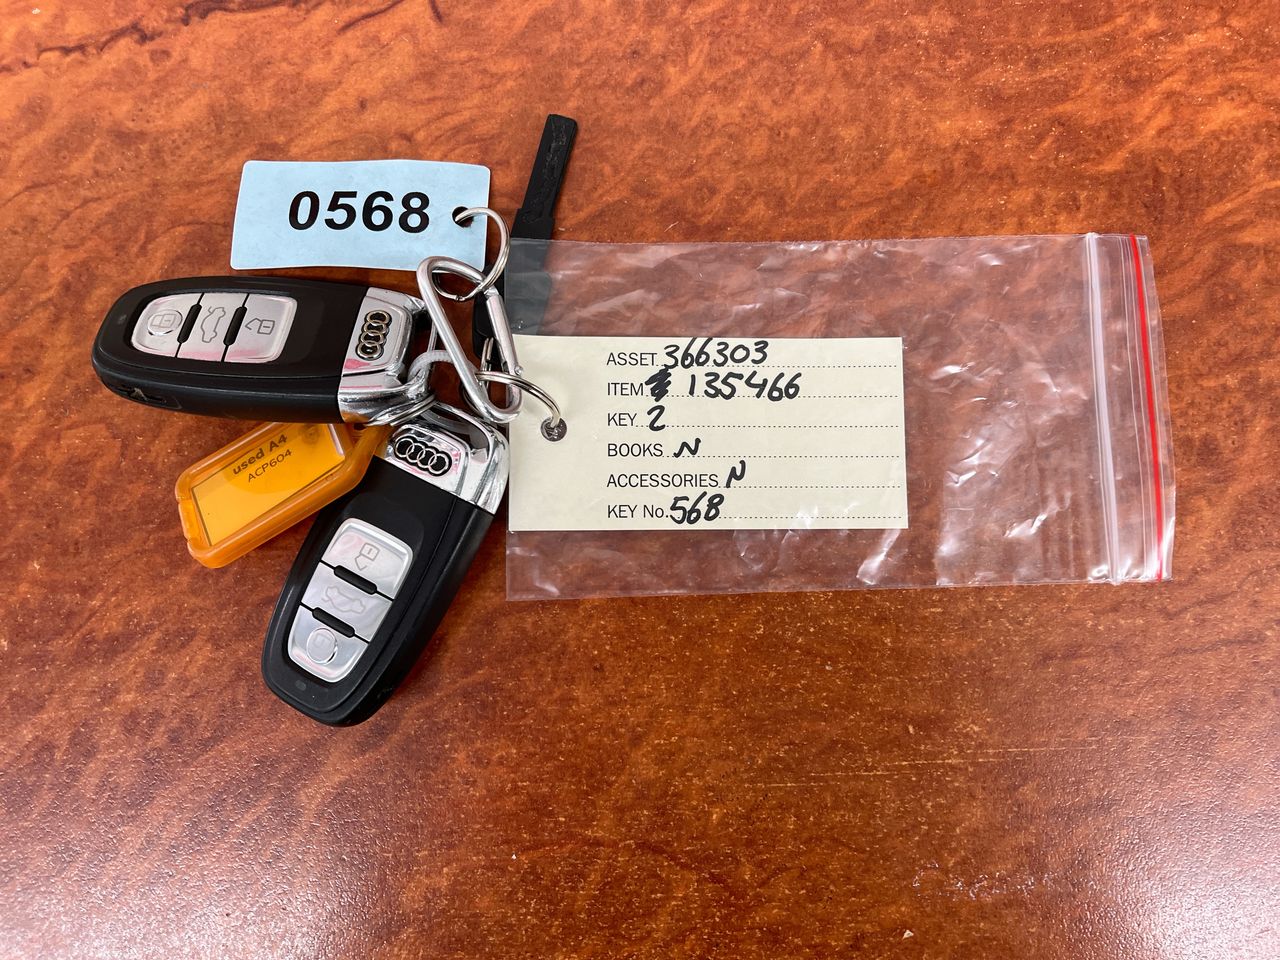 0568
used A4
ACP604
ASSET 366303
ITEM 135466
KEY 2
BOOKS N
ACCESSORIES N
KEY No. 568